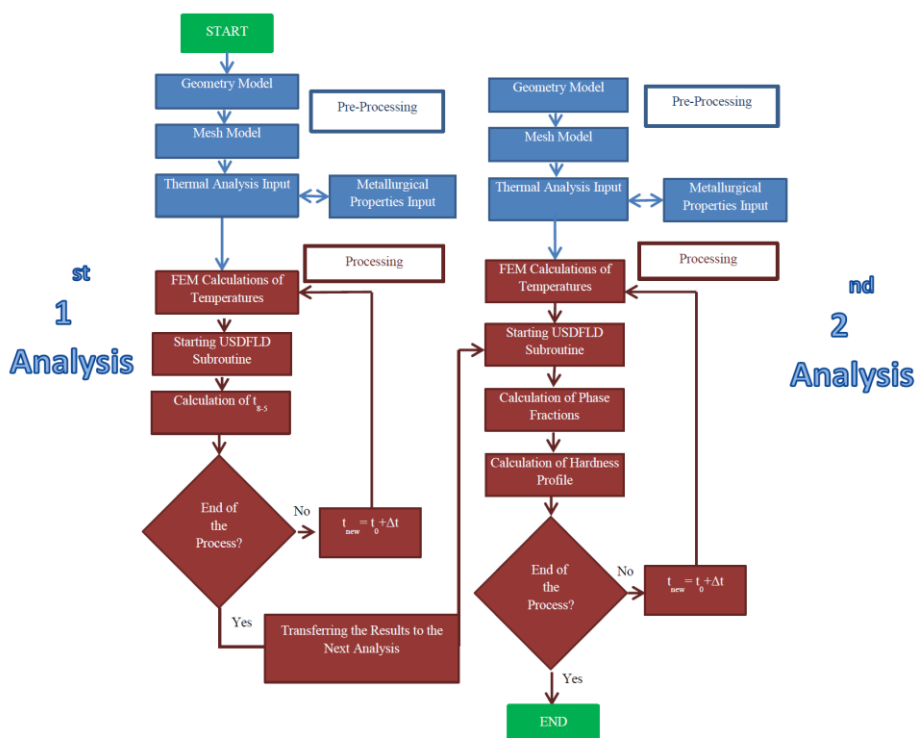 START
Geometry Model
Pre-Processing
Mesh Model
Thermal Analysis Input
Metallurgical
Properties Input
Processing
FEM Calculations of
Temperatures
1st
Analysis
Starting USDFLD
Subroutine
Calculation of t8-5
End of
the
Process?
No
tnew= t0+Δt
Yes
Transferring the Results to the
Next Analysis
Geometry Model
Pre-Processing
Mesh Model
Thermal Analysis Input
Metallurgical
Properties Input
Processing
FEM Calculations of
Temperatures
2nd
Analysis
Starting USDFLD
Subroutine
Calculation of Phase
Fractions
Calculation of Hardness
Profile
End of
the
Process?
No
tnew= t0+Δt
Yes
END